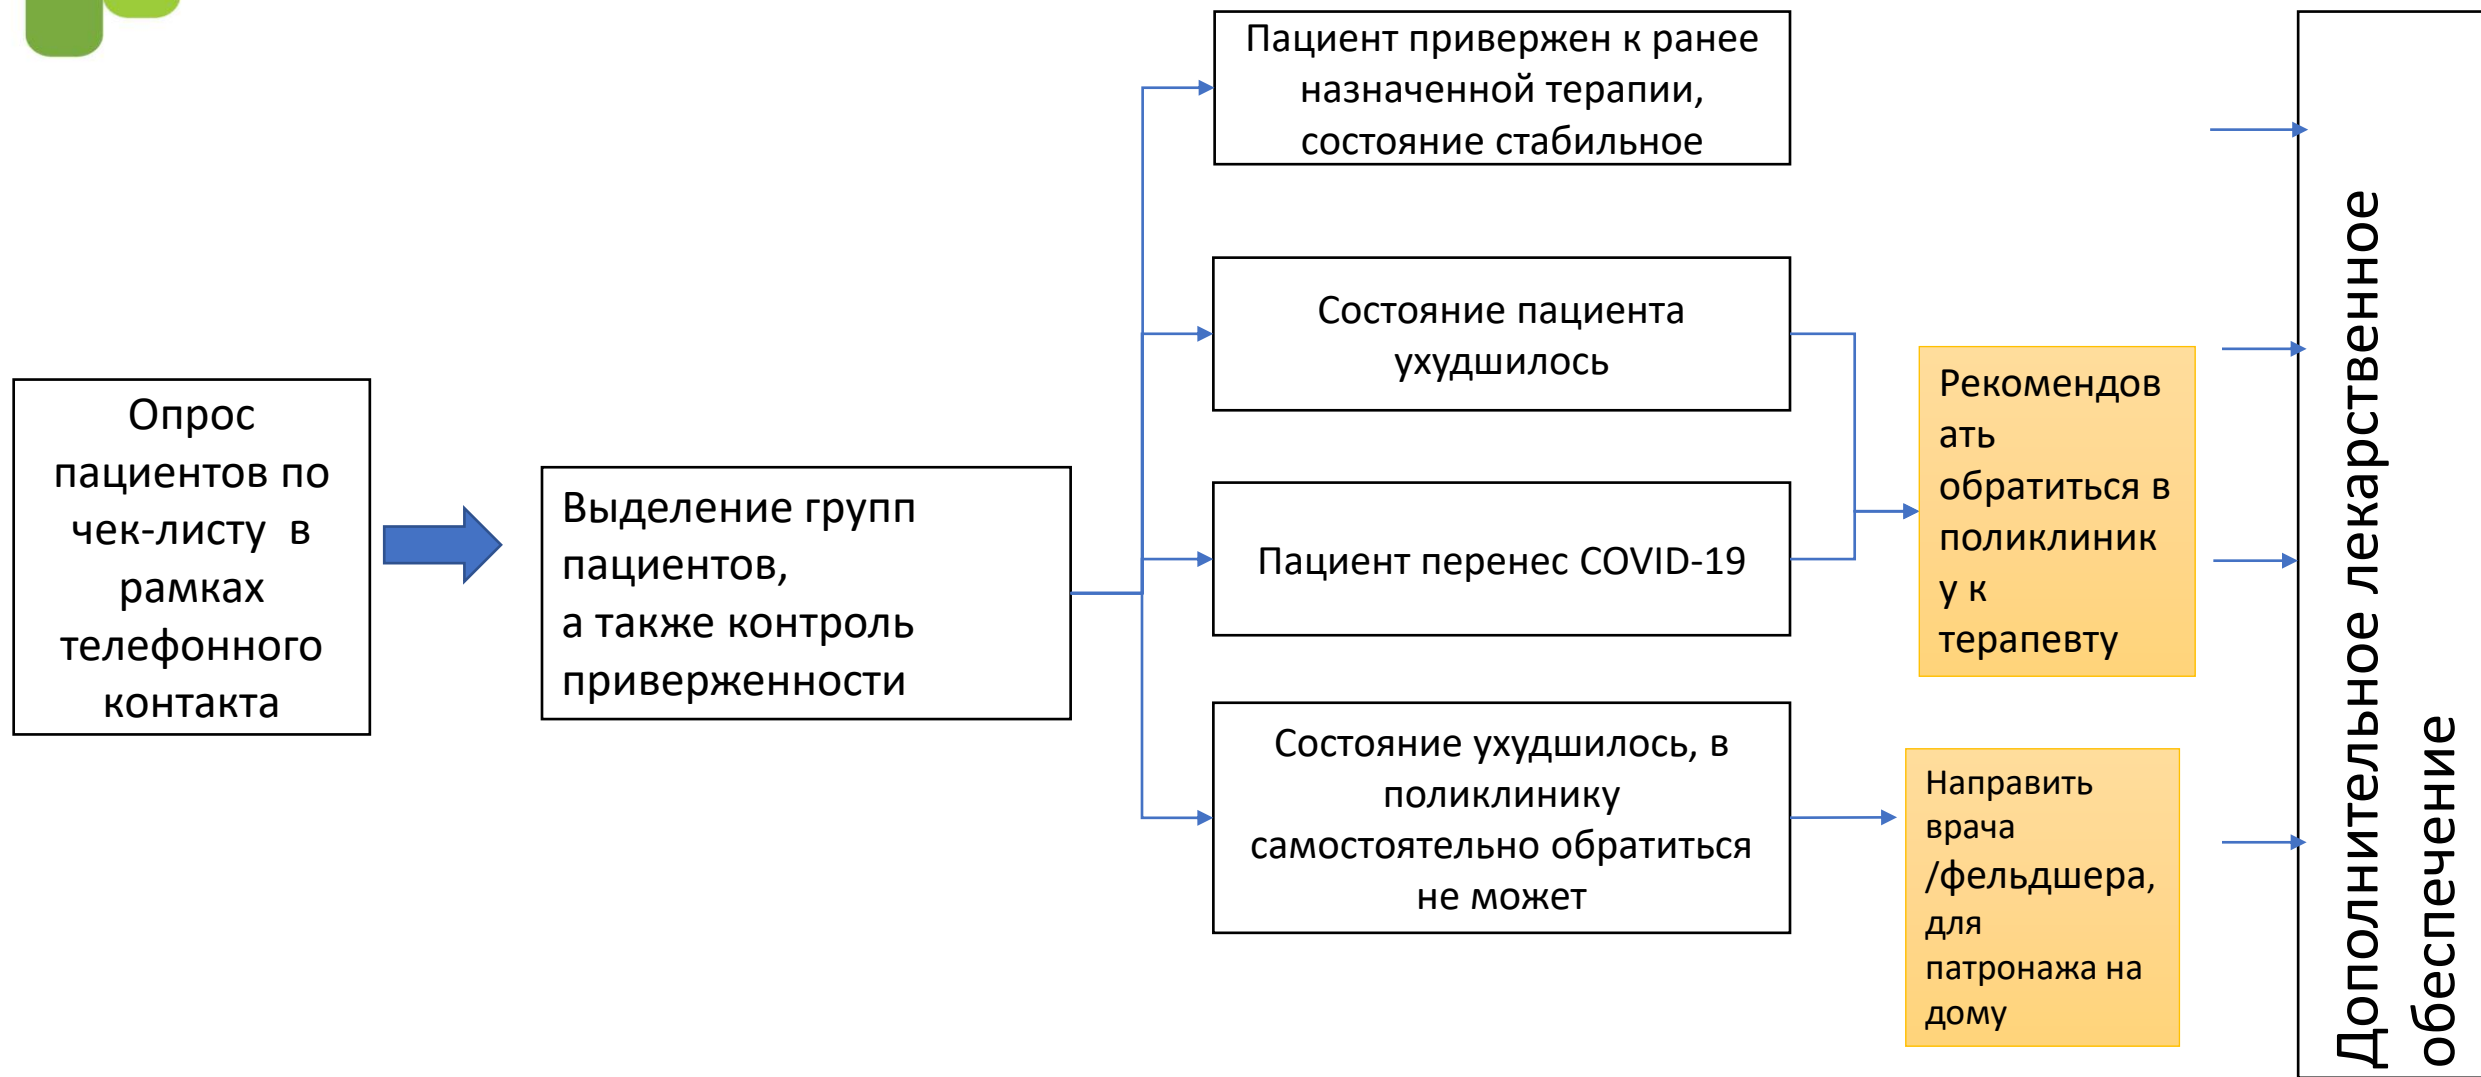 Опрос
пациентов по
чек-листу в
рамках
телефонного
контакта
Выделение групп
пациентов,
а также контроль
приверженности
Пациент привержен к ранее
назначенной терапии,
состояние стабильное
Состояние пациента
ухудшилось
Пациент перенес COVID-19
Состояние ухудшилось, в
поликлинику
самостоятельно обратиться
не может
Рекомендов
ать
обратиться в
поликлиник
у к
терапевту
Направить
врача
/фельдшера,
для
патронажа на
дому
Дополнительное лекарственное
обеспечение